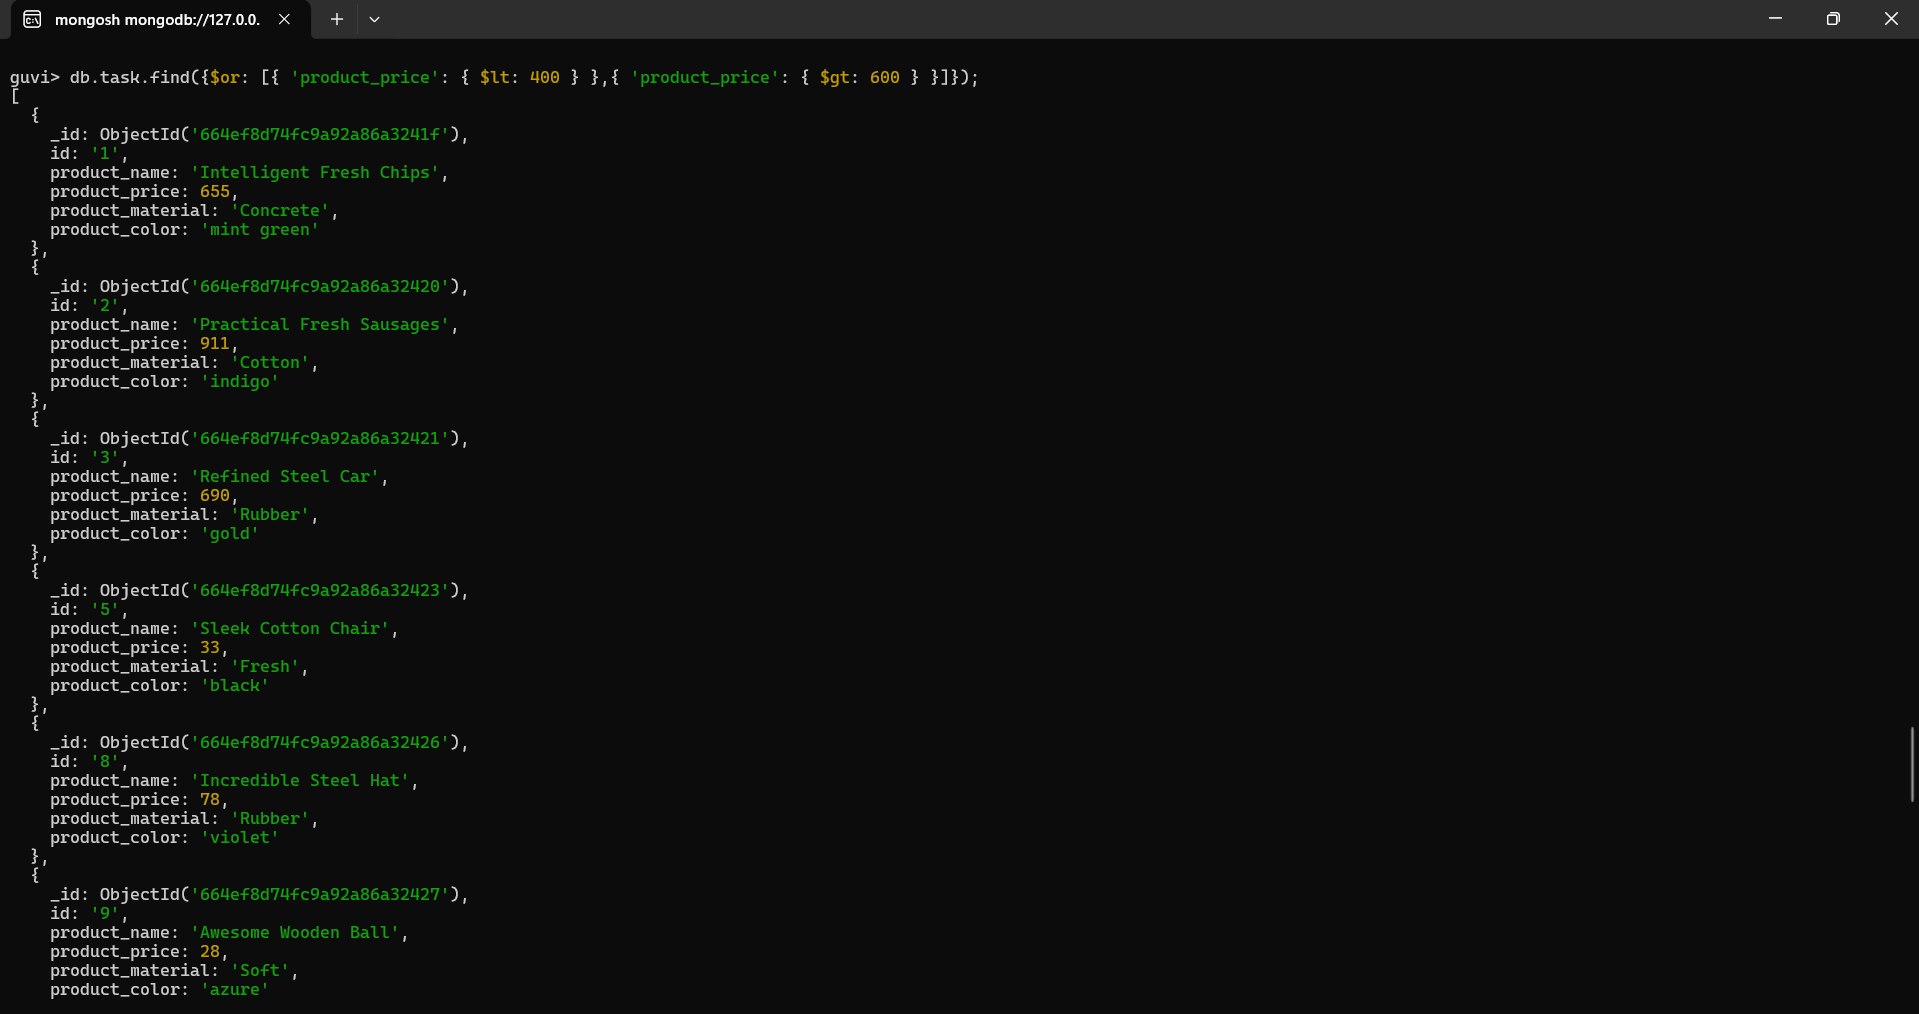 mongosh mongodb://127.0.0.
guvi> db.task.find({$or: [{ 'product_price': { $lt: 400 } },{ 'product_price': { $gt: 600 } }]});
[
  {
    _id: ObjectId('664ef8d74fc9a92a86a3241f'),
    id: '1',
    product_name: 'Intelligent Fresh Chips',
    product_price: 655,
    product_material: 'Concrete',
    product_color: 'mint green'
  },
  {
    _id: ObjectId('664ef8d74fc9a92a86a32420'),
    id: '2',
    product_name: 'Practical Fresh Sausages',
    product_price: 911,
    product_material: 'Cotton',
    product_color: 'indigo'
  },
  {
    _id: ObjectId('664ef8d74fc9a92a86a32421'),
    id: '3',
    product_name: 'Refined Steel Car',
    product_price: 690,
    product_material: 'Rubber',
    product_color: 'gold'
  },
  {
    _id: ObjectId('664ef8d74fc9a92a86a32423'),
    id: '5',
    product_name: 'Sleek Cotton Chair',
    product_price: 33,
    product_material: 'Fresh',
    product_color: 'black'
  },
  {
    _id: ObjectId('664ef8d74fc9a92a86a32426'),
    id: '8',
    product_name: 'Incredible Steel Hat',
    product_price: 78,
    product_material: 'Rubber',
    product_color: 'violet'
  },
  {
    _id: ObjectId('664ef8d74fc9a92a86a32427'),
    id: '9',
    product_name: 'Awesome Wooden Ball',
    product_price: 28,
    product_material: 'Soft',
    product_color: 'azure'